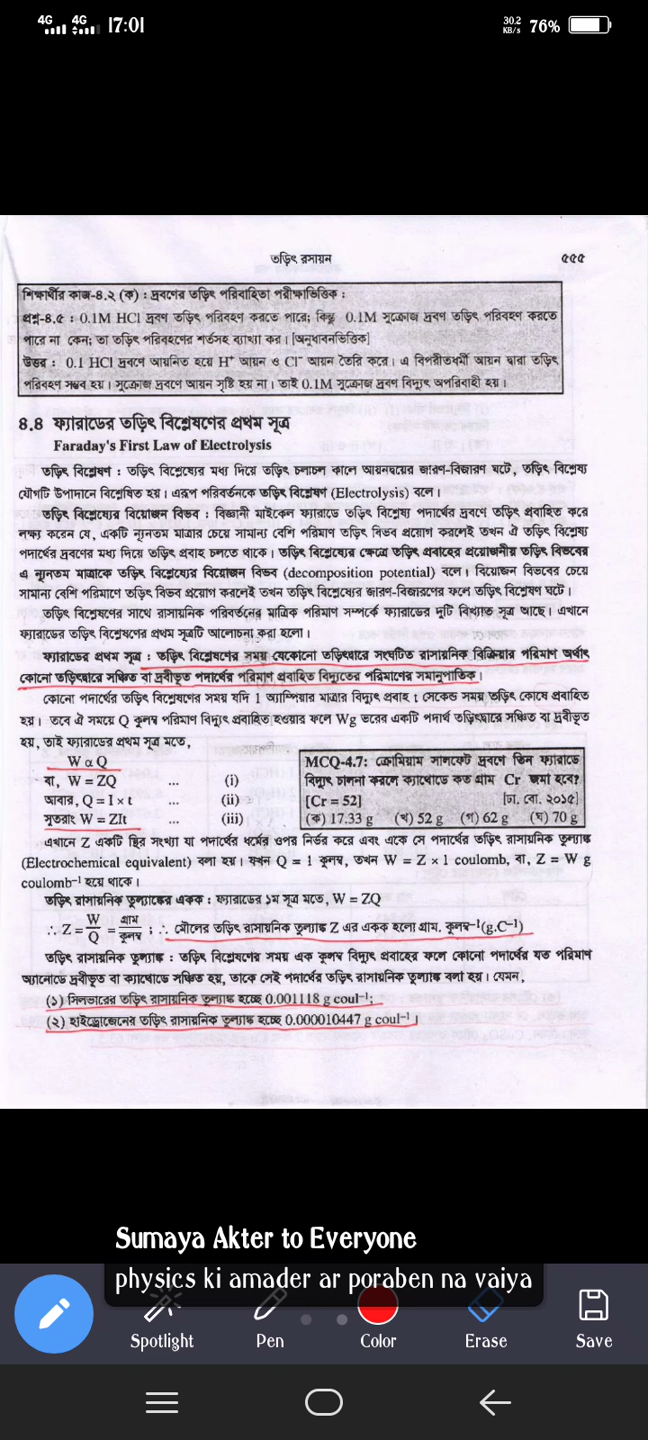 4G 4G 17:01 30.2 KB/s 76%
তড়িৎ রসায়ন ৫৫৫
শিক্ষার্থীর কাজ-৪.২ (ক) : দ্রবণের তড়িৎ পরিবাহিতা পরীক্ষাভিত্তিক :
প্রশ্ন-৪.৫ : 0.1M HCl দ্রবণ তড়িৎ পরিবহণ করতে পারে; কিন্তু 0.1M সুক্রোজ দ্রবণ তড়িৎ পরিবহণ করতে
পারে না কেন; তা তড়িৎ পরিবহণের শর্তসহ ব্যাখ্যা কর। [অনুধাবনভিত্তিক]
উত্তর : 0.1 HCl দ্রবণে আয়নিত হয়ে H⁺ আয়ন ও Cl⁻ আয়ন তৈরি করে। এ বিপরীতধর্মী আয়ন দ্বারা তড়িৎ
পরিবহণ সম্ভব হয়। সুক্রোজ দ্রবণে আয়ন সৃষ্টি হয় না। তাই 0.1M সুক্রোজ দ্রবণ বিদ্যুৎ অপরিবাহী হয়।
৪.৪ ফ্যারাডের তড়িৎ বিশ্লেষণের প্রথম সূত্র
Faraday's First Law of Electrolysis
তড়িৎ বিশ্লেষণ : তড়িৎ বিশ্লেষ্যের মধ্য দিয়ে তড়িৎ চলাচল কালে আয়নদ্বয়ের জারণ-বিজারণ ঘটে, তড়িৎ বিশ্লেষ্য
যৌগটি উপাদানে বিশ্লেষিত হয়। এরূপ পরিবর্তনকে তড়িৎ বিশ্লেষণ (Electrolysis) বলে।
তড়িৎ বিশ্লেষ্যের বিয়োজন বিভব : বিজ্ঞানী মাইকেল ফ্যারাডে তড়িৎ বিশ্লেষ্য পদার্থের দ্রবণে তড়িৎ প্রবাহিত করে
লক্ষ্য করেন যে, একটি ন্যূনতম মাত্রার চেয়ে সামান্য বেশি পরিমাণ তড়িৎ বিভব প্রয়োগ করলেই তখন ঐ তড়িৎ বিশ্লেষ্য
পদার্থের দ্রবণের মধ্য দিয়ে তড়িৎ প্রবাহ চলতে থাকে। তড়িৎ বিশ্লেষ্যের ক্ষেত্রে তড়িৎ প্রবাহের প্রয়োজনীয় তড়িৎ বিভবের
এ ন্যূনতম মাত্রাকে তড়িৎ বিশ্লেষ্যের বিয়োজন বিভব (decomposition potential) বলে। বিয়োজন বিভবের চেয়ে
সামান্য বেশি পরিমাণে তড়িৎ বিভব প্রয়োগ করলেই তখন তড়িৎ বিশ্লেষ্যের জারণ-বিজারণের ফলে তড়িৎ বিশ্লেষণ ঘটে।
তড়িৎ বিশ্লেষণের সাথে রাসায়নিক পরিবর্তনের মাত্রিক পরিমাণ সম্পর্কে ফ্যারাডের দুটি বিখ্যাত সূত্র আছে। এখানে
ফ্যারাডের তড়িৎ বিশ্লেষণের প্রথম সূত্রটি আলোচনা করা হলো।
ফ্যারাডের প্রথম সূত্র : তড়িৎ বিশ্লেষণের সময় যেকোনো তড়িৎদ্বারে সংঘটিত রাসায়নিক বিক্রিয়ার পরিমাণ অর্থাৎ
কোনো তড়িৎদ্বারে সঞ্চিত বা দ্রবীভূত পদার্থের পরিমাণ প্রবাহিত বিদ্যুতের পরিমাণের সমানুপাতিক।
কোনো পদার্থের তড়িৎ বিশ্লেষণের সময় যদি I অ্যাম্পিয়ার মাত্রার বিদ্যুৎ প্রবাহ t সেকেন্ড সময় তড়িৎ কোষে প্রবাহিত
হয়। তবে ঐ সময়ে Q কুলম্ব পরিমাণ বিদ্যুৎ প্রবাহিত হওয়ার ফলে Wg ভরের একটি পদার্থ তড়িৎদ্বারে সঞ্চিত বা দ্রবীভূত
হয়, তাই ফ্যারাডের প্রথম সূত্র মতে,
W α Q
বা, W = ZQ ... (i)
আবার, Q = I × t ... (ii)
সুতরাং W = ZIt ... (iii)
MCQ-4.7: ক্রোমিয়াম সালফেট দ্রবণে তিন ফ্যারাডে
বিদ্যুৎ চালনা করলে ক্যাথোডে কত গ্রাম Cr জমা হবে?
[Cr = 52] [ঢা. বো. ২০১৫]
(ক) 17.33 g (খ) 52 g (গ) 62 g (ঘ) 70 g
এখানে Z একটি স্থির সংখ্যা যা পদার্থের ধর্মের ওপর নির্ভর করে এবং একে সে পদার্থের তড়িৎ রাসায়নিক তুল্যাঙ্ক
(Electrochemical equivalent) বলা হয়। যখন Q = 1 কুলম্ব, তখন W = Z × 1 coulomb, বা, Z = W g
coulomb⁻¹ হয়ে থাকে।
তড়িৎ রাসায়নিক তুল্যাঙ্কের একক : ফ্যারাডের ১ম সূত্র মতে, W = ZQ
∴ Z = W/Q = গ্রাম/কুলম্ব ; ∴ মৌলের তড়িৎ রাসায়নিক তুল্যাঙ্ক Z এর একক হলো গ্রাম. কুলম্ব⁻¹ (g.C⁻¹)
তড়িৎ রাসায়নিক তুল্যাঙ্ক : তড়িৎ বিশ্লেষণের সময় এক কুলম্ব বিদ্যুৎ প্রবাহের ফলে কোনো পদার্থের যত পরিমাণ
অ্যানোডে দ্রবীভূত বা ক্যাথোডে সঞ্চিত হয়, তাকে সেই পদার্থের তড়িৎ রাসায়নিক তুল্যাঙ্ক বলা হয়। যেমন,
(১) সিলভারের তড়িৎ রাসায়নিক তুল্যাঙ্ক হচ্ছে 0.001118 g coul⁻¹;
(২) হাইড্রোজেনের তড়িৎ রাসায়নিক তুল্যাঙ্ক হচ্ছে 0.000010447 g coul⁻¹।
Sumaya Akter to Everyone
physics ki amader ar poraben na vaiya
Spotlight Pen Color Erase Save